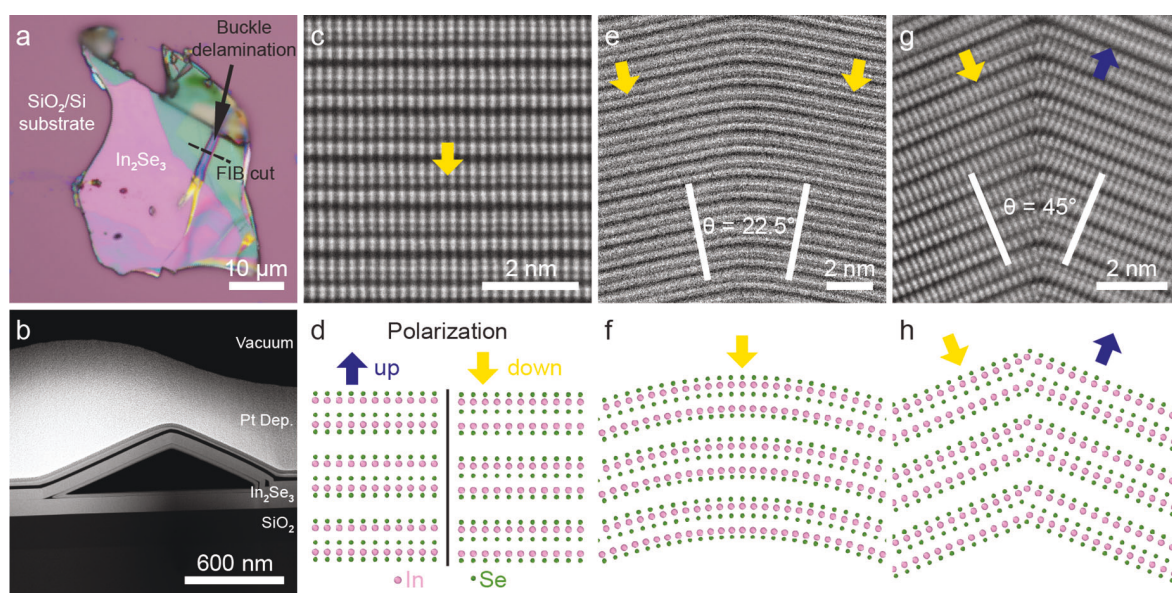 a
Buckle
delamination
SiO₂/Si
substrate
In₂Se₃
FIB cut
10 μm
b
Vacuum
Pt Dep.
In₂Se₃
SiO₂
600 nm
c
2 nm
d
Polarization
up
down
In
Se
e
θ = 22.5°
2 nm
f
g
θ = 45°
2 nm
h